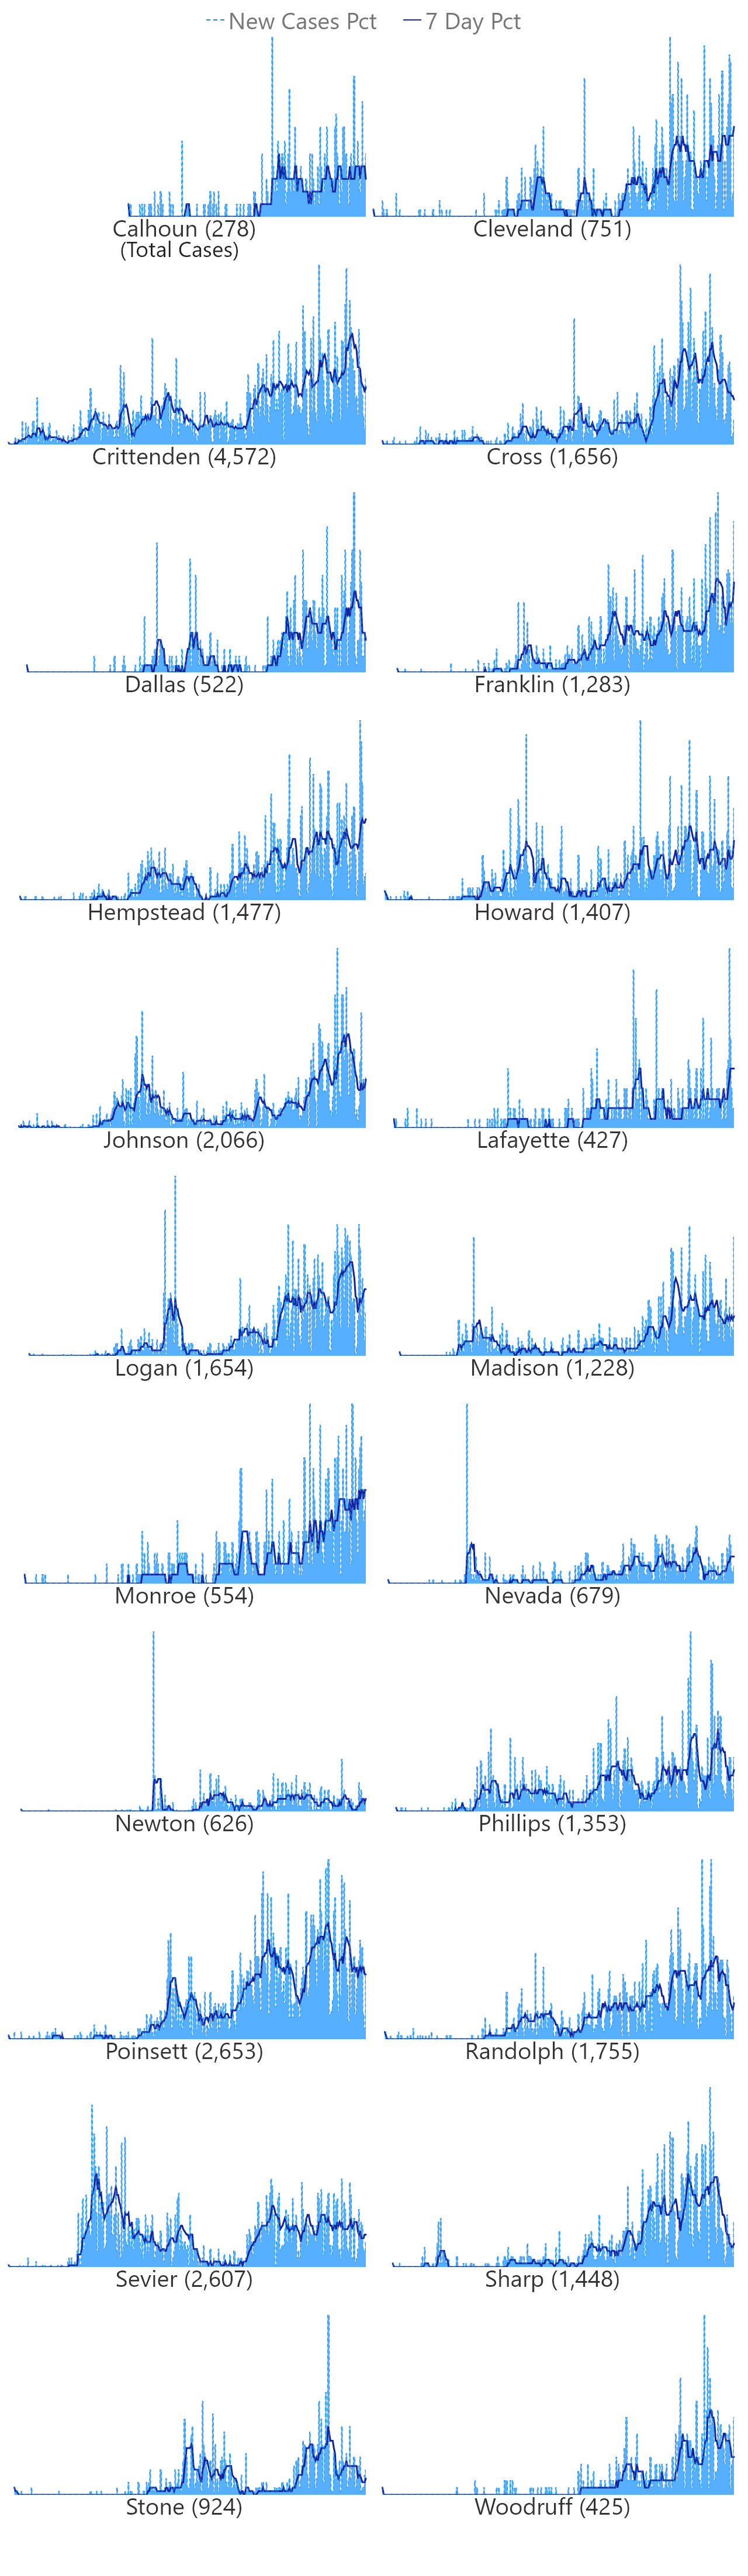 New Cases Pct 7 Day Pct
Calhoun (278) Cleveland (751)
(Total Cases)
Crittenden (4,572) Cross (1,656)
Dallas (522) Franklin (1,283)
Hempstead (1,477) Howard (1,407)
Johnson (2,066) Lafayette (427)
Logan (1,654) Madison (1,228)
Monroe (554) Nevada (679)
Newton (626) Phillips (1,353)
Poinsett (2,653) Randolph (1,755)
Sevier (2,607) Sharp (1,448)
Stone (924) Woodruff (425)